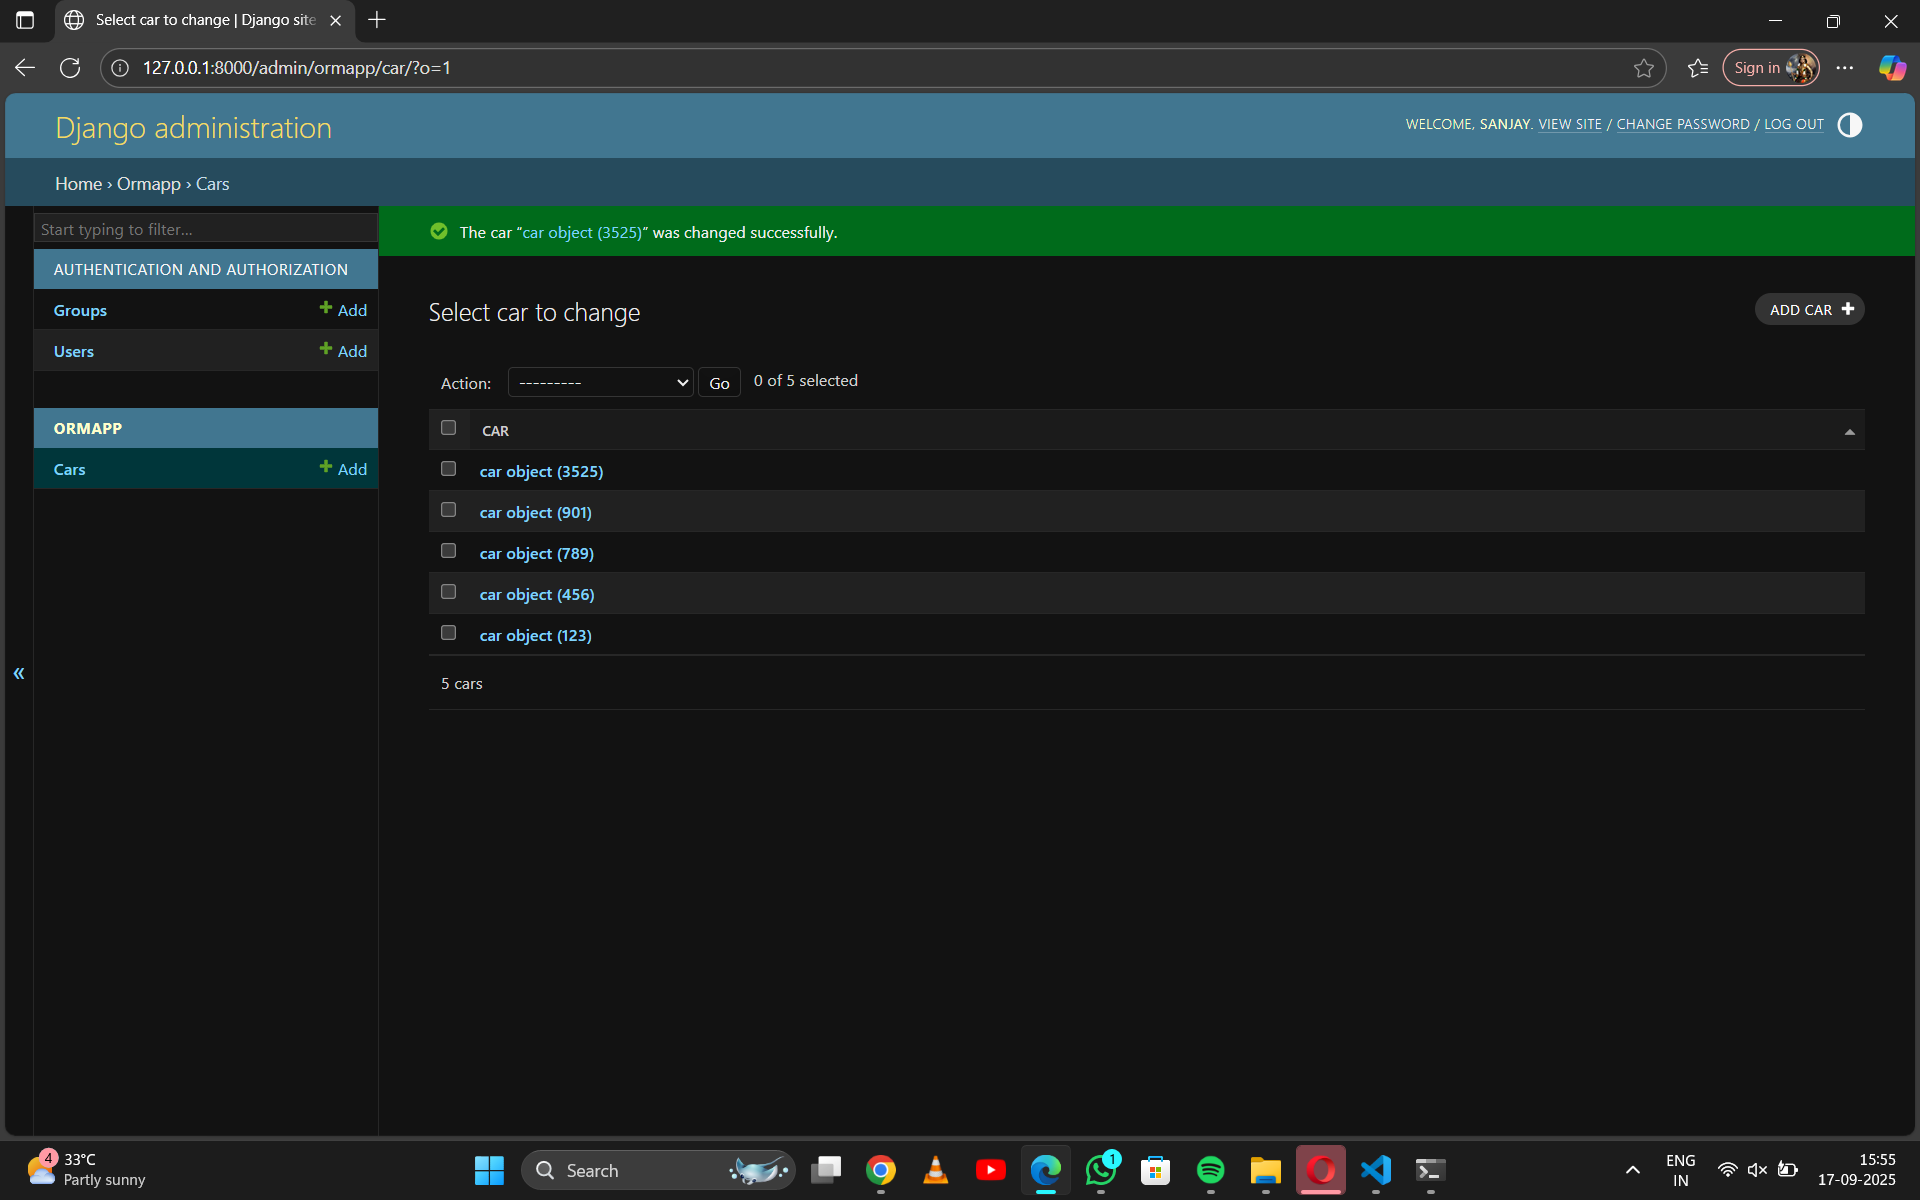 Select car to change | Django site
127.0.0.1:8000/admin/ormapp/car/?o=1
Sign in
Django administration
WELCOME, SANJAY. VIEW SITE / CHANGE PASSWORD / LOG OUT
Home › Ormapp › Cars
Start typing to filter...
The car “car object (3525)” was changed successfully.
AUTHENTICATION AND AUTHORIZATION
Groups + Add
Users + Add
ORMAPP
Cars + Add
Select car to change
ADD CAR +
Action: --------- Go 0 of 5 selected
CAR
car object (3525)
car object (901)
car object (789)
car object (456)
car object (123)
5 cars
«
4
33°C
Partly sunny
Search
1
ENG
IN
15:55
17-09-2025